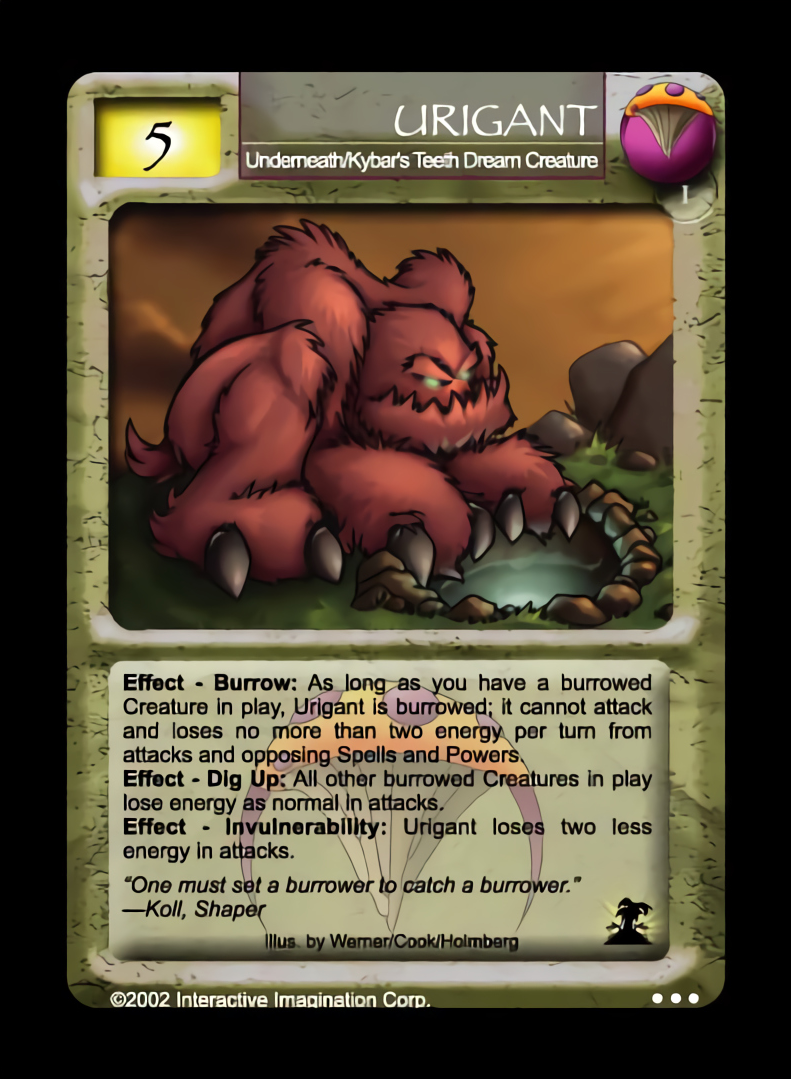 5
URIGANT
Underneath/Kybar's Teeth Dream Creature
1
Effect - Burrow: As long as you have a burrowed
Creature in play, Urigant is burrowed; it cannot attack
and loses no more than two energy per turn from
attacks and opposing Spells and Powers.
Effect - Dig Up: All other burrowed Creatures in play
lose energy as normal in attacks.
Effect - Invulnerability: Urigant loses two less
energy in attacks.
"One must set a burrower to catch a burrower."
—Koll, Shaper
Illus. by Werner/Cook/Holmberg
©2002 Interactive Imagination Corp.